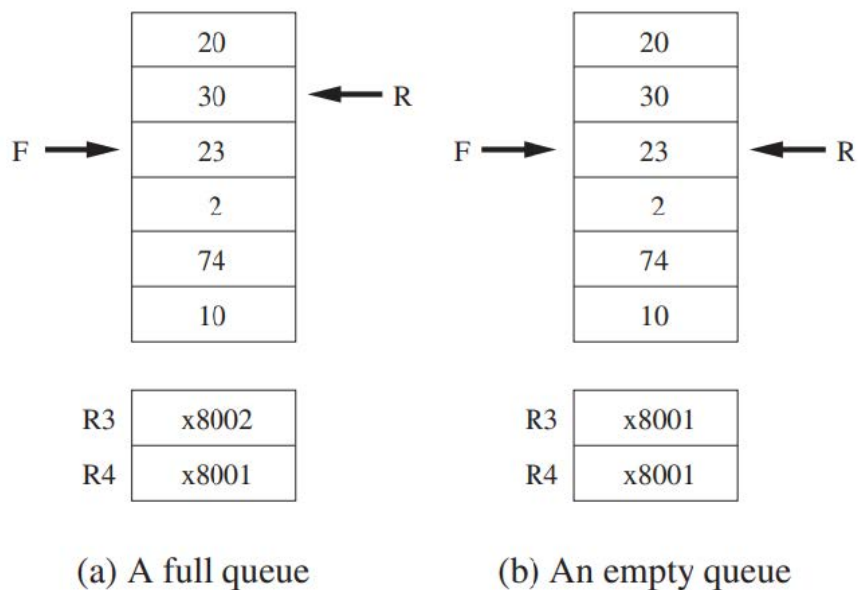 20 20
30 R 30
F 23 F 23 R
2 2
74 74
10 10
R3 x8002 R3 x8001
R4 x8001 R4 x8001
(a) A full queue (b) An empty queue